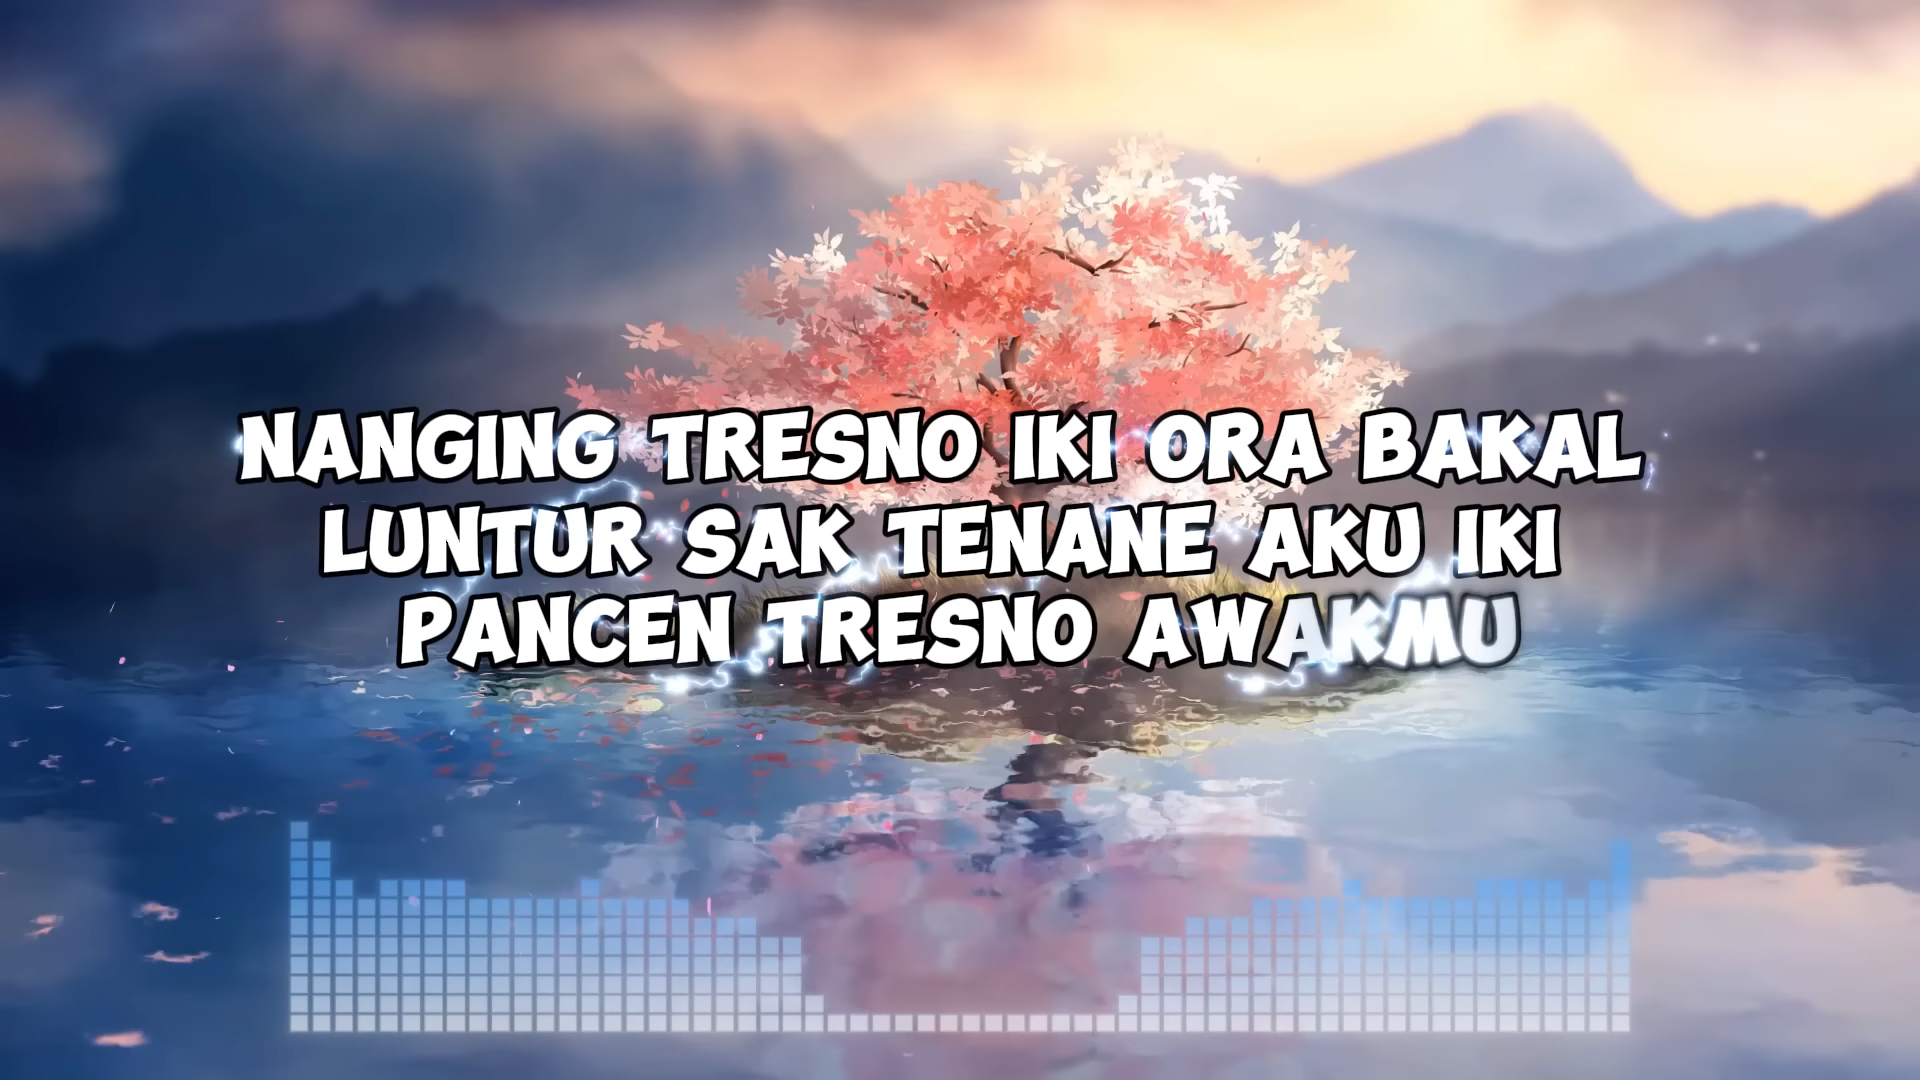 NANGING TRESNO IKI ORA BAKAL
LUNTUR SAK TENANE AKU IKI
PANCEN TRESNO AWAKMU